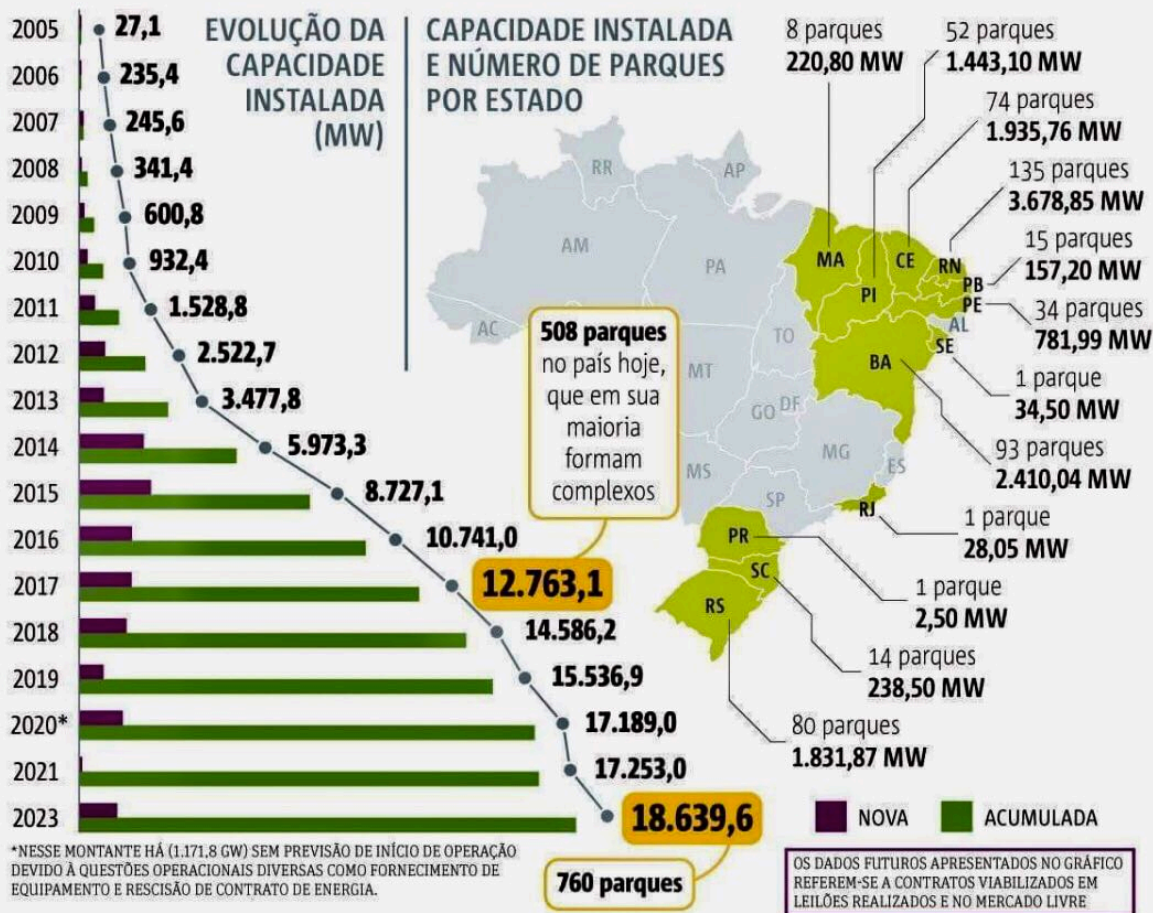 EVOLUÇÃO DA
CAPACIDADE
INSTALADA
(MW)
2005 27,1
2006 235,4
2007 245,6
2008 341,4
2009 600,8
2010 932,4
2011 1.528,8
2012 2.522,7
2013 3.477,8
2014 5.973,3
2015 8.727,1
2016 10.741,0
2017 12.763,1
2018 14.586,2
2019 15.536,9
2020* 17.189,0
2021 17.253,0
2023 18.639,6
760 parques
508 parques
no país hoje,
que em sua
maioria
formam
complexos
CAPACIDADE INSTALADA
E NÚMERO DE PARQUES
POR ESTADO
8 parques
220,80 MW
52 parques
1.443,10 MW
74 parques
1.935,76 MW
135 parques
3.678,85 MW
15 parques
157,20 MW
34 parques
781,99 MW
1 parque
34,50 MW
93 parques
2.410,04 MW
1 parque
28,05 MW
1 parque
2,50 MW
14 parques
238,50 MW
80 parques
1.831,87 MW
RR
AP
AM
PA
MA
CE
RN
PB
PI
PE
AL
AC
TO
SE
BA
MT
GO
DF
MG
ES
MS
SP
RJ
PR
SC
RS
NOVA
ACUMULADA
*NESSE MONTANTE HÁ (1.171,8 GW) SEM PREVISÃO DE INÍCIO DE OPERAÇÃO
DEVIDO À QUESTÕES OPERACIONAIS DIVERSAS COMO FORNECIMENTO DE
EQUIPAMENTO E RESCISÃO DE CONTRATO DE ENERGIA.
OS DADOS FUTUROS APRESENTADOS NO GRÁFICO
REFEREM-SE A CONTRATOS VIABILIZADOS EM
LEILÕES REALIZADOS E NO MERCADO LIVRE